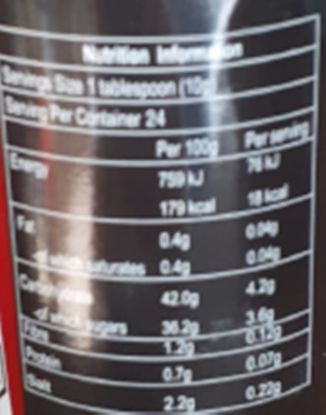 Nutrition Information
Servings Size 1 tablespoon (10g)
Serving Per Container 24
Per 100g Per serving
Energy 759 kJ 76 kJ
179 kcal 18 kcal
Fat 0.4g 0.04g
-of which saturates 0.4g 0.04g
Carbohydrate 42.0g 4.2g
-of which sugars 36.2g 3.6g
Fibre 1.2g 0.12g
Protein 0.7g 0.07g
Salt 2.2g 0.22g